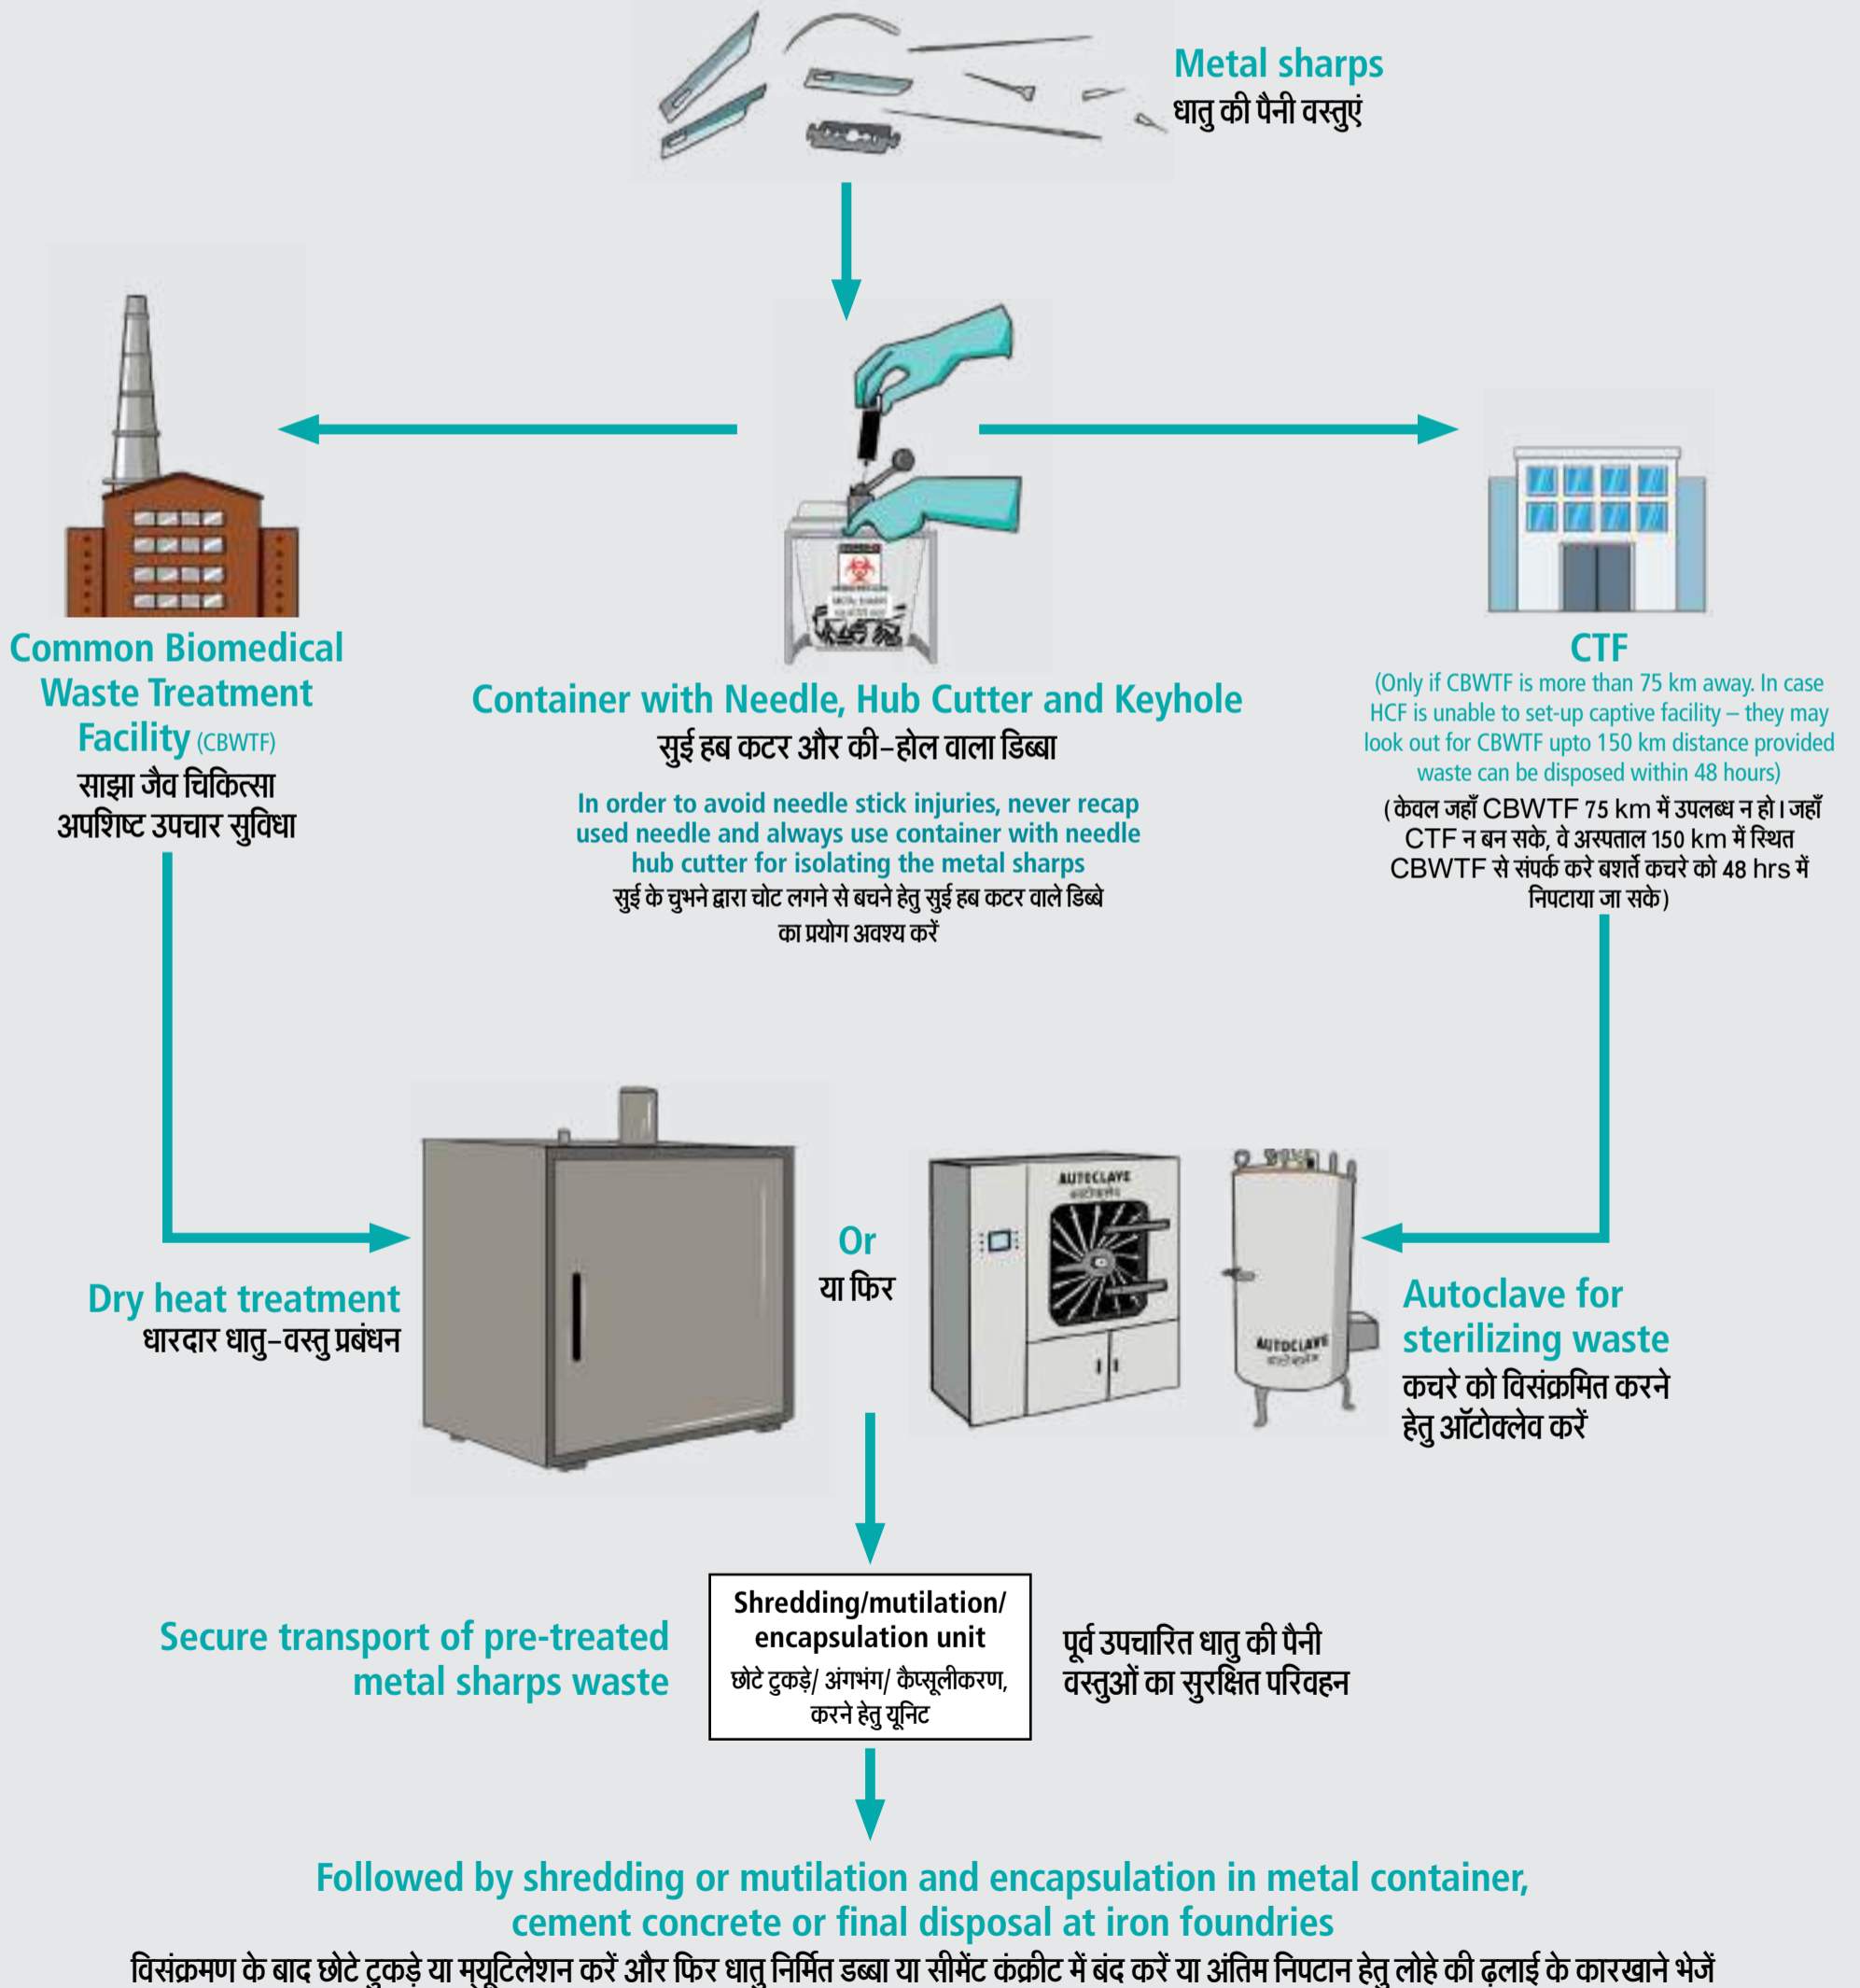 Metal sharps
धातु की पैनी वस्तुएं
Common Biomedical
Waste Treatment
Facility (CBWTF)
साझा जैव चिकित्सा
अपशिष्ट उपचार सुविधा
Container with Needle, Hub Cutter and Keyhole
सुई हब कटर और की-होल वाला डिब्बा
In order to avoid needle stick injuries, never recap
used needle and always use container with needle
hub cutter for isolating the metal sharps
सुई के चुभने द्वारा चोट लगने से बचने हेतु सुई हब कटर वाले डिब्बे
का प्रयोग अवश्य करें
CTF
(Only if CBWTF is more than 75 km away. In case
HCF is unable to set-up captive facility – they may
look out for CBWTF upto 150 km distance provided
waste can be disposed within 48 hours)
(केवल जहाँ CBWTF 75 km में उपलब्ध न हो। जहाँ
CTF न बन सके, वे अस्पताल 150 km में स्थित
CBWTF से संपर्क करे बशर्ते कचरे को 48 hrs में
निपटाया जा सके)
Dry heat treatment
धारदार धातु-वस्तु प्रबंधन
Or
या फिर
AUTOCLAVE
AUTOCLAVE
Autoclave for
sterilizing waste
कचरे को विसंक्रमित करने
हेतु ऑटोक्लेव करें
Secure transport of pre-treated
metal sharps waste
Shredding/mutilation/
encapsulation unit
छोटे टुकड़े/ अंगभंग/ कैप्सूलीकरण,
करने हेतु यूनिट
पूर्व उपचारित धातु की पैनी
वस्तुओं का सुरक्षित परिवहन
Followed by shredding or mutilation and encapsulation in metal container,
cement concrete or final disposal at iron foundries
विसंक्रमण के बाद छोटे टुकड़े या म्यूटिलेशन करें और फिर धातु निर्मित डब्बा या सीमेंट कंक्रीट में बंद करें या अंतिम निपटान हेतु लोहे की ढ़लाई के कारखाने भेजें